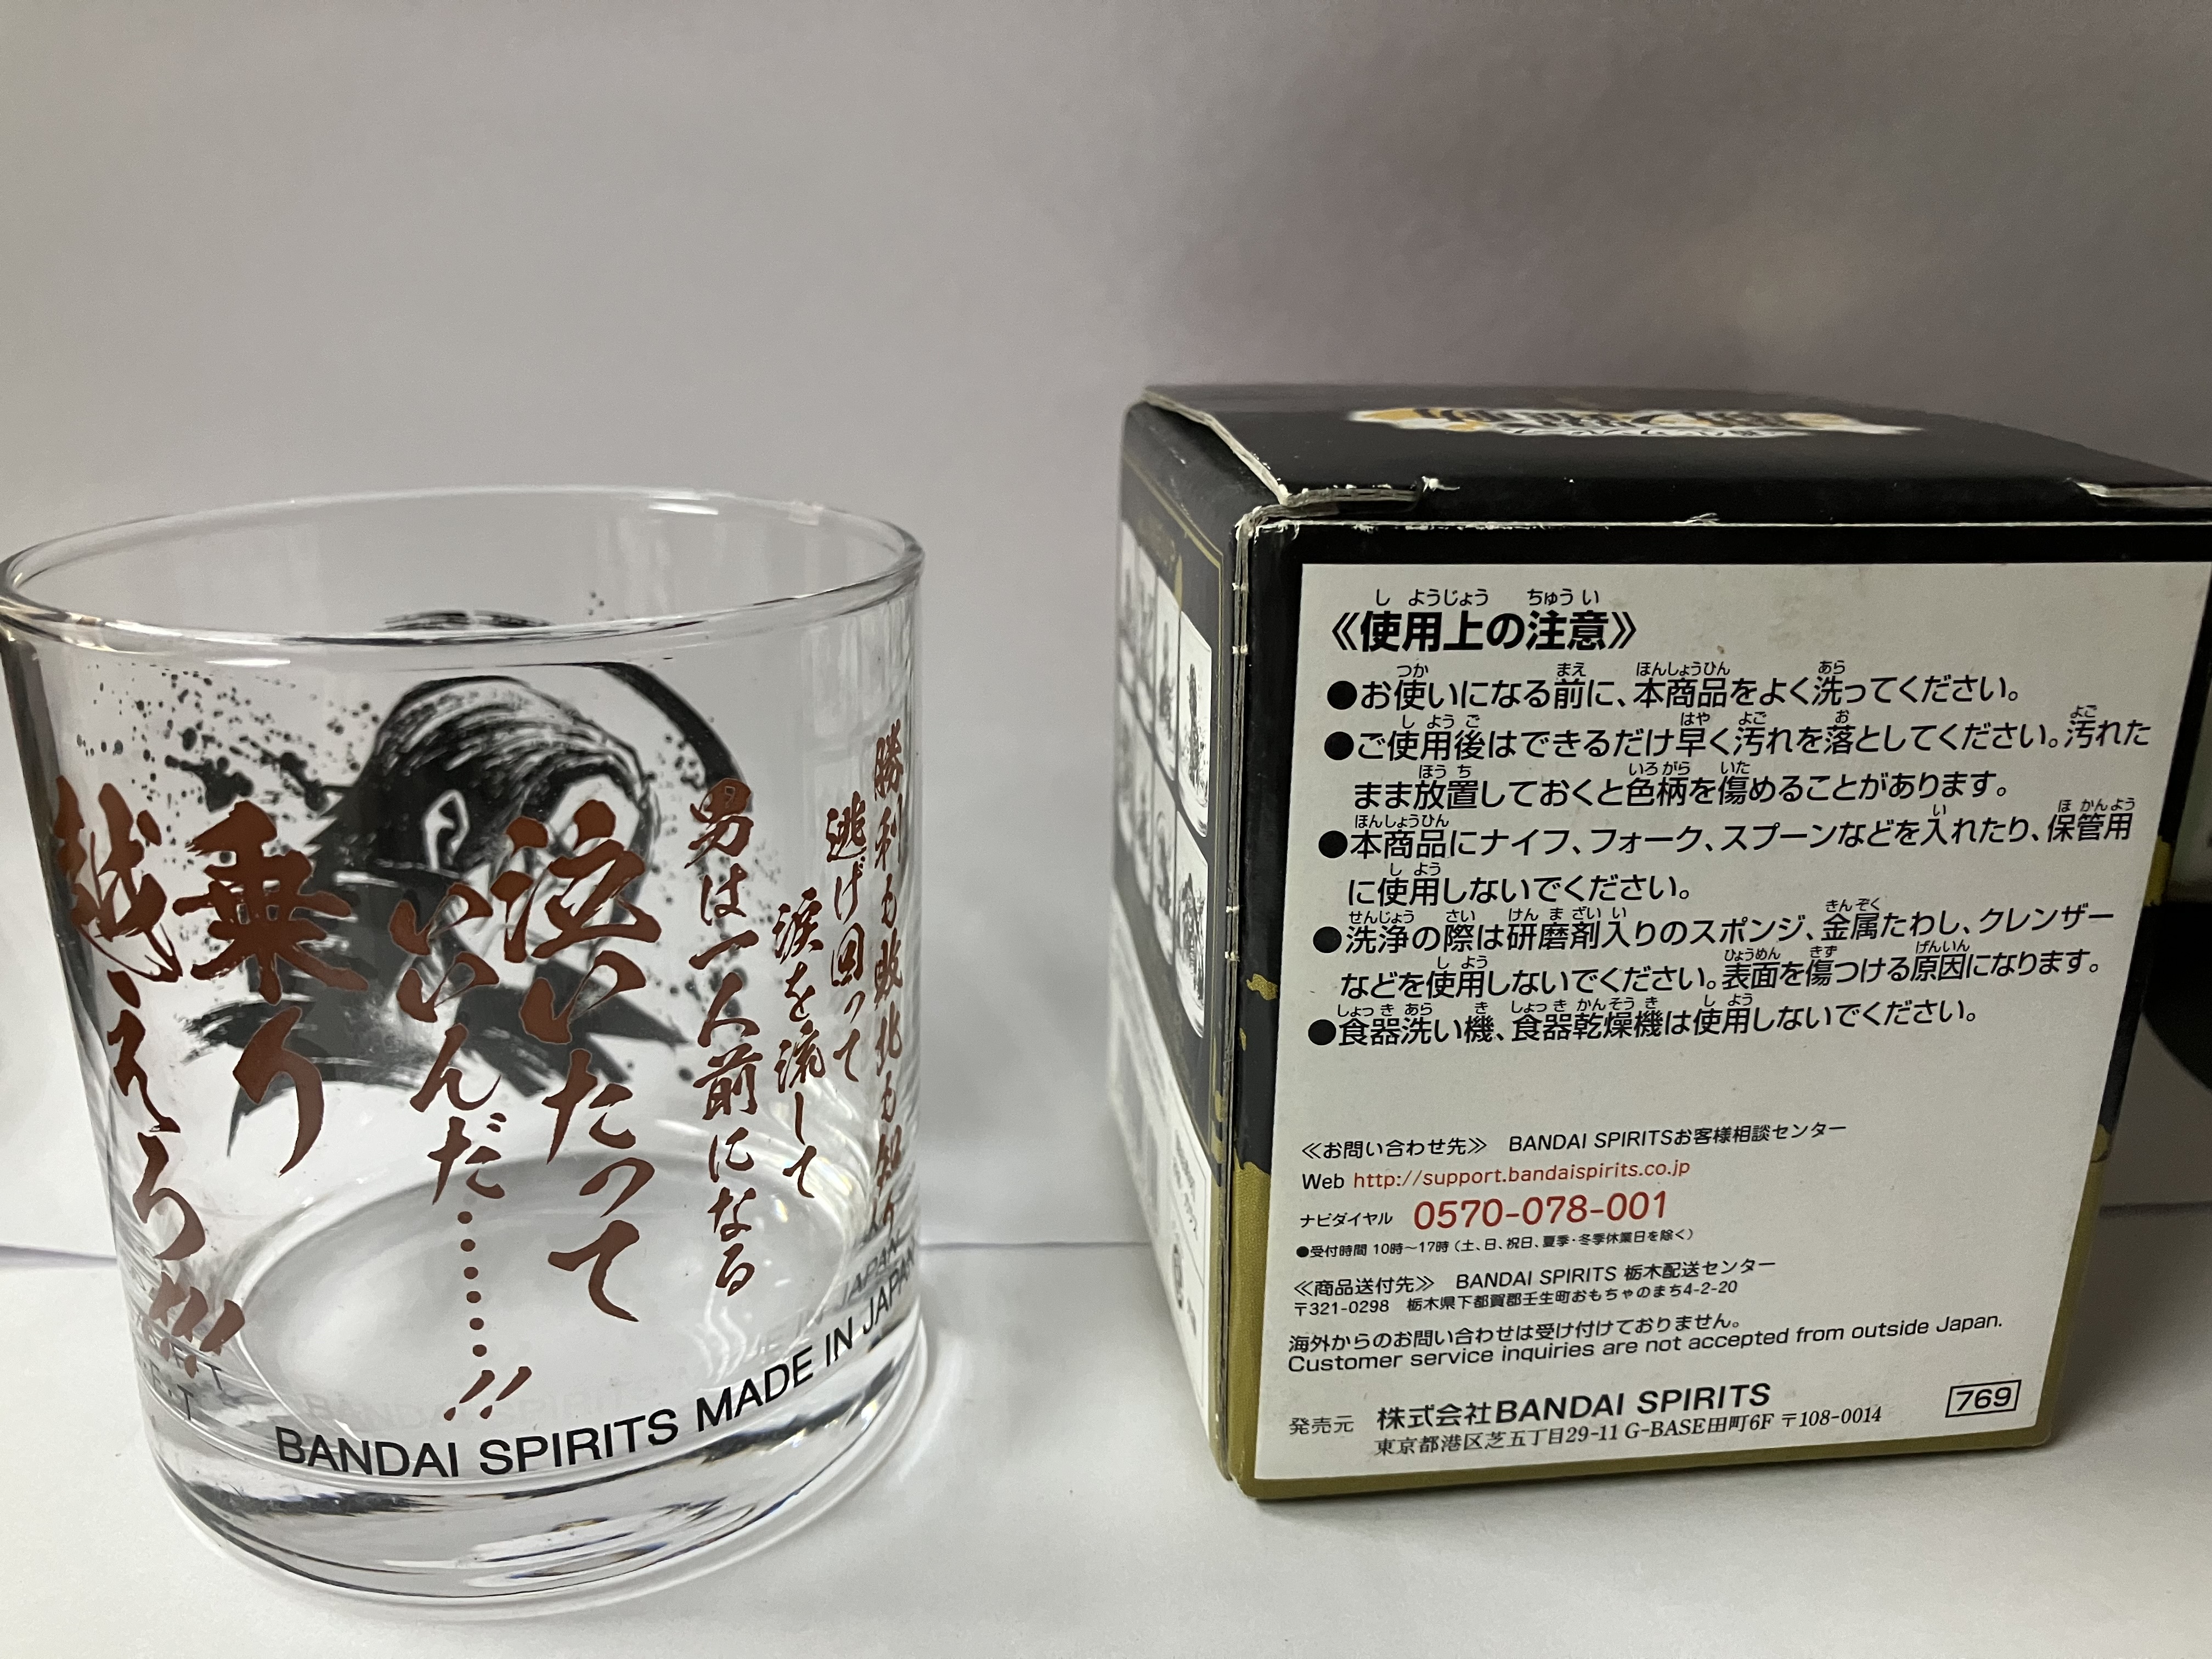 勝利も敗北も知り
逃げ回って
涙を流して
男は一人前になる
泣いたって
いいんだ……!!
乗り
越えろ!!!
BANDAI SPIRITS MADE IN JAPAN
《使用上の注意》
●お使いになる前に、本商品をよく洗ってください。
●ご使用後はできるだけ早く汚れを落としてください。汚れた
まま放置しておくと色柄を傷めることがあります。
●本商品にナイフ、フォーク、スプーンなどを入れたり、保管用
に使用しないでください。
●洗浄の際は研磨剤入りのスポンジ、金属たわし、クレンザー
などを使用しないでください。表面を傷つける原因になります。
●食器洗い機、食器乾燥機は使用しないでください。
≪お問い合わせ先≫ BANDAI SPIRITSお客様相談センター
Web http://support.bandaispirits.co.jp
ナビダイヤル 0570-078-001
●受付時間 10時～17時(土、日、祝日、夏季・冬季休業日を除く)
≪商品送付先≫ BANDAI SPIRITS 栃木配送センター
〒321-0298 栃木県下都賀郡壬生町おもちゃのまち4-2-20
海外からのお問い合わせは受け付けておりません。
Customer service inquiries are not accepted from outside Japan.
発売元 株式会社BANDAI SPIRITS
東京都港区芝五丁目29-11 G-BASE田町6F 〒108-0014
769